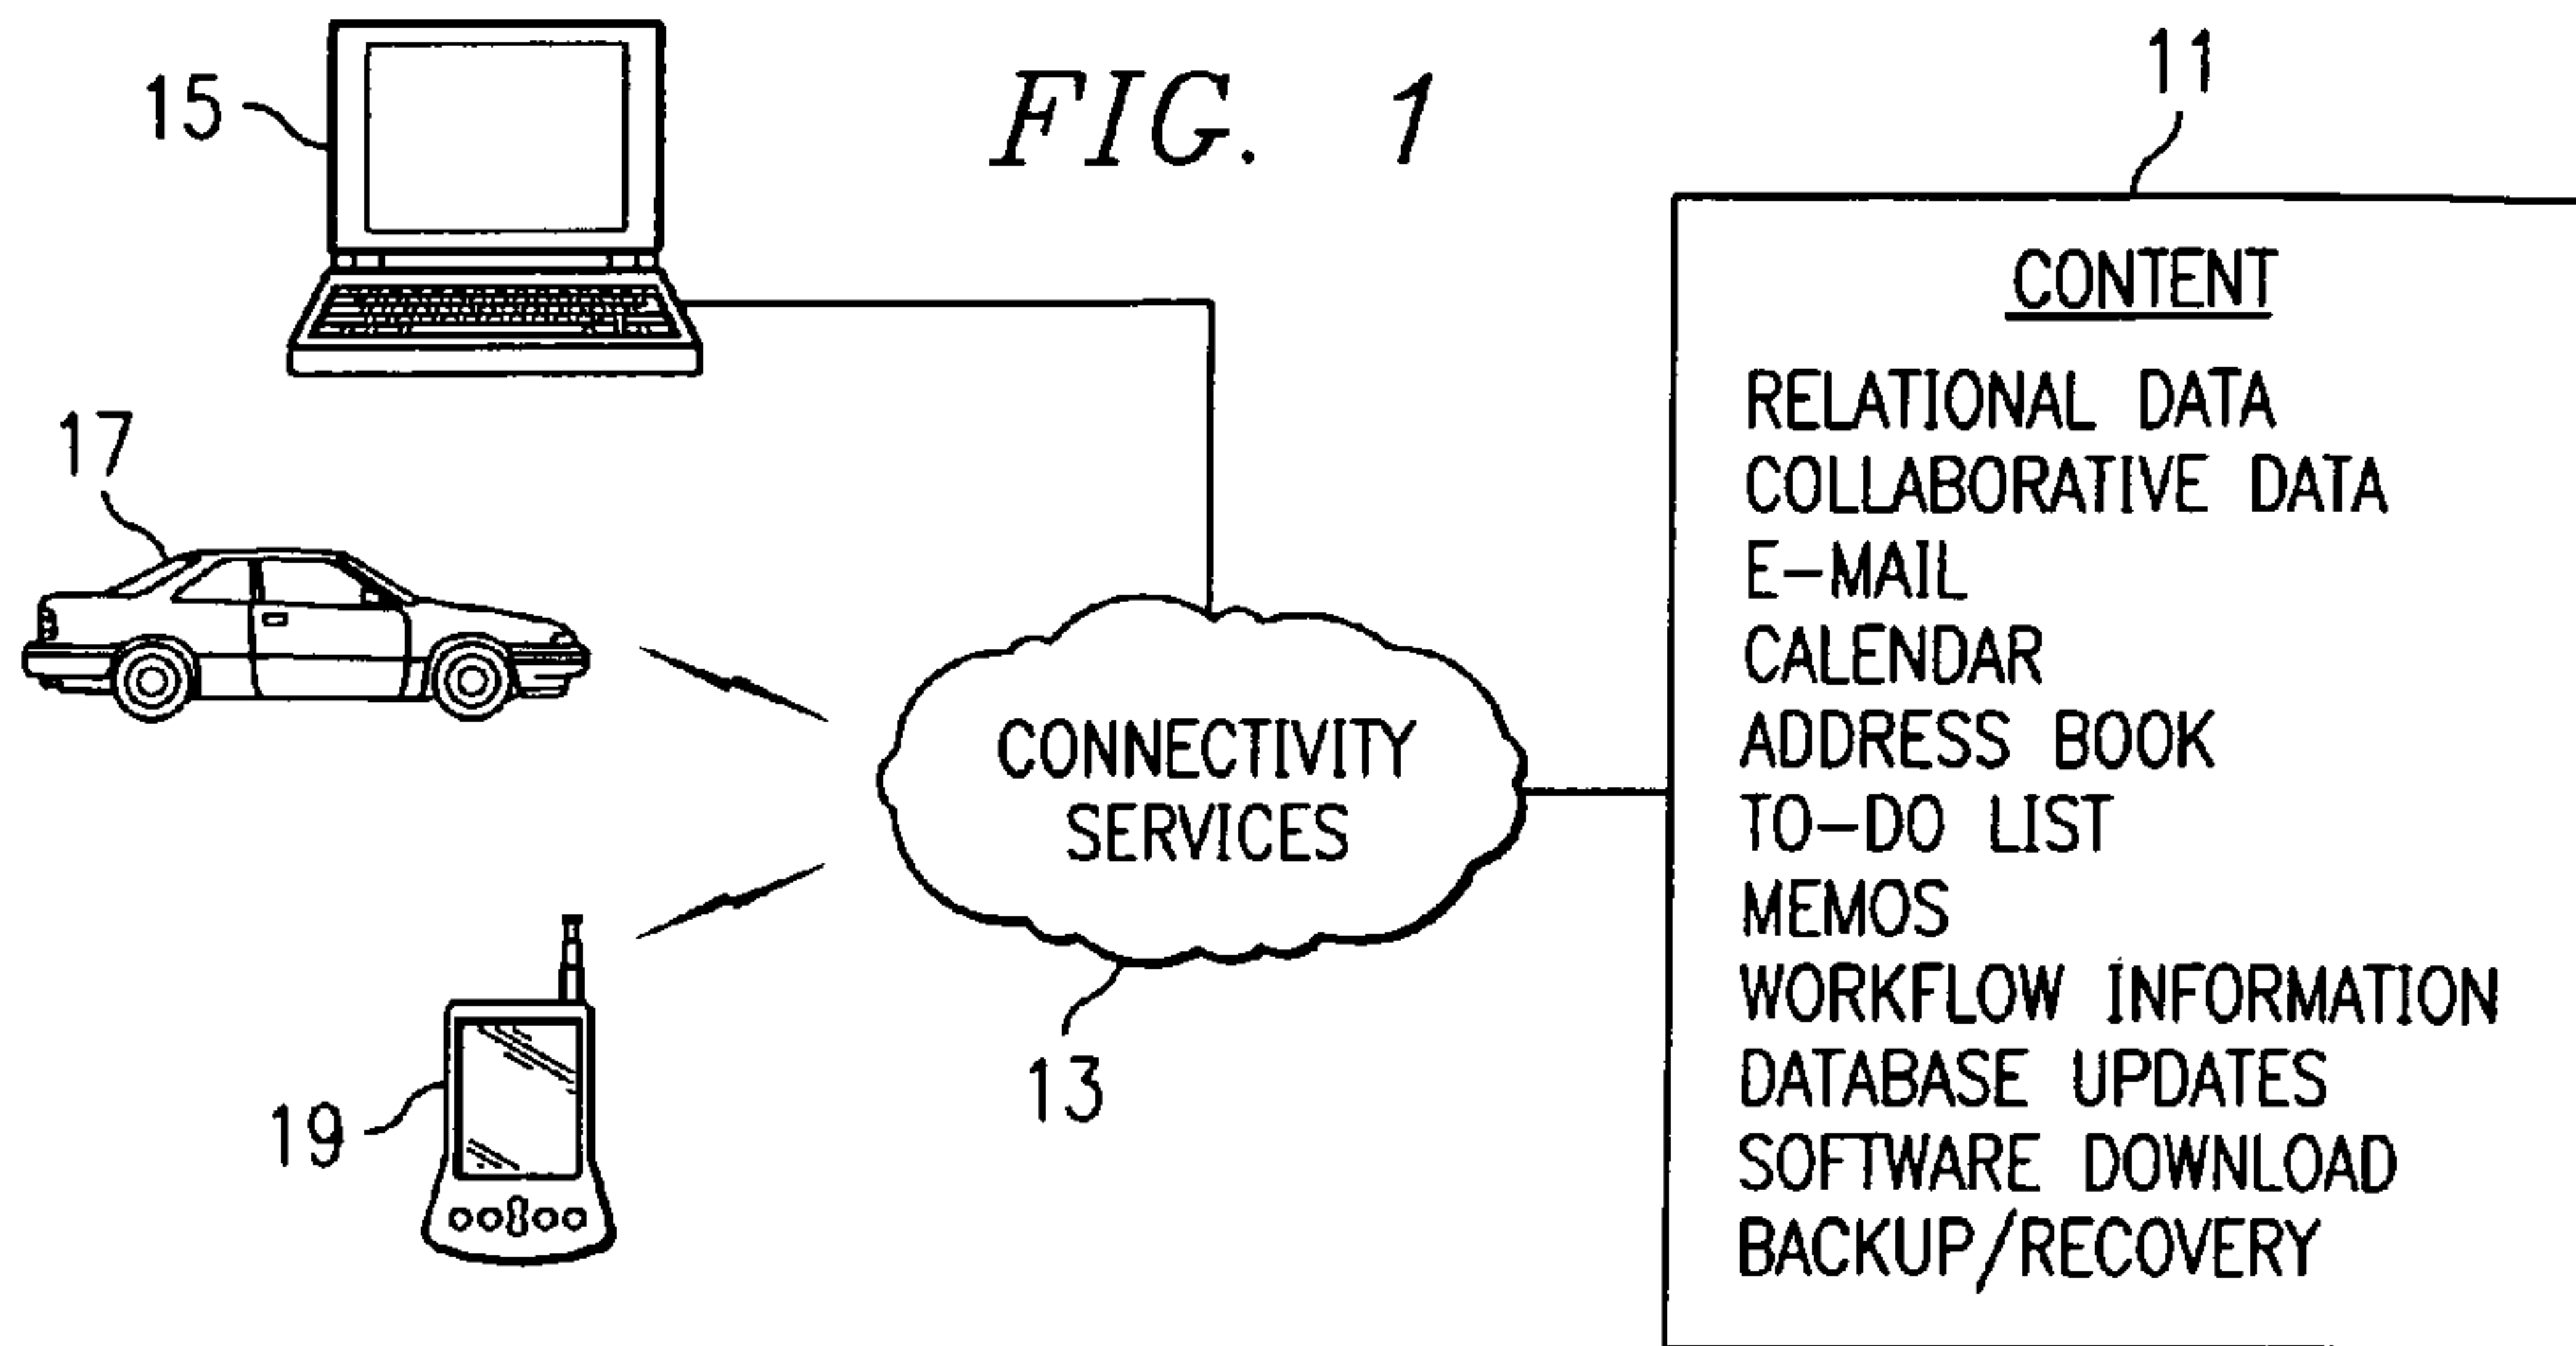 FIG. 1
15
11
17
CONTENT
RELATIONAL DATA
COLLABORATIVE DATA
E-MAIL
CALENDAR
ADDRESS BOOK
TO-DO LIST
MEMOS
WORKFLOW INFORMATION
DATABASE UPDATES
SOFTWARE DOWNLOAD
BACKUP/RECOVERY
CONNECTIVITY
SERVICES
13
19